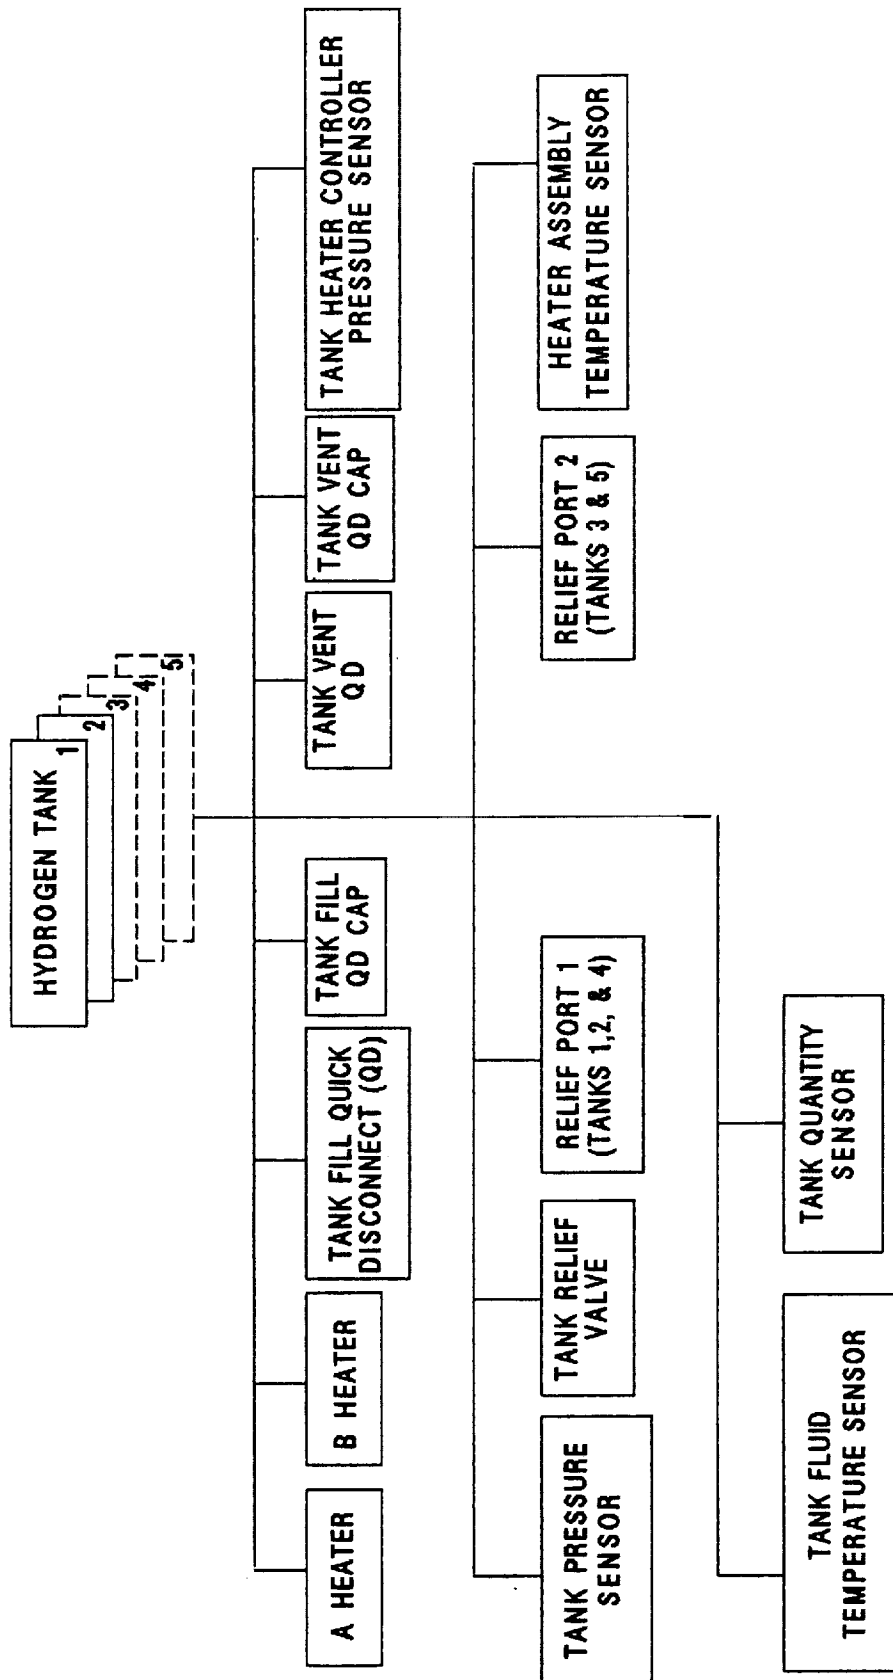 HYDROGEN TANK
1
2
3
4
5
A HEATER
B HEATER
TANK FILL QUICK
DISCONNECT (QD)
TANK FILL
QD CAP
TANK VENT
QD
TANK VENT
QD CAP
TANK HEATER CONTROLLER
PRESSURE SENSOR
TANK PRESSURE
SENSOR
TANK RELIEF
VALVE
RELIEF PORT 1
(TANKS 1,2, & 4)
RELIEF PORT 2
(TANKS 3 & 5)
HEATER ASSEMBLY
TEMPERATURE SENSOR
TANK FLUID
TEMPERATURE SENSOR
TANK QUANTITY
SENSOR